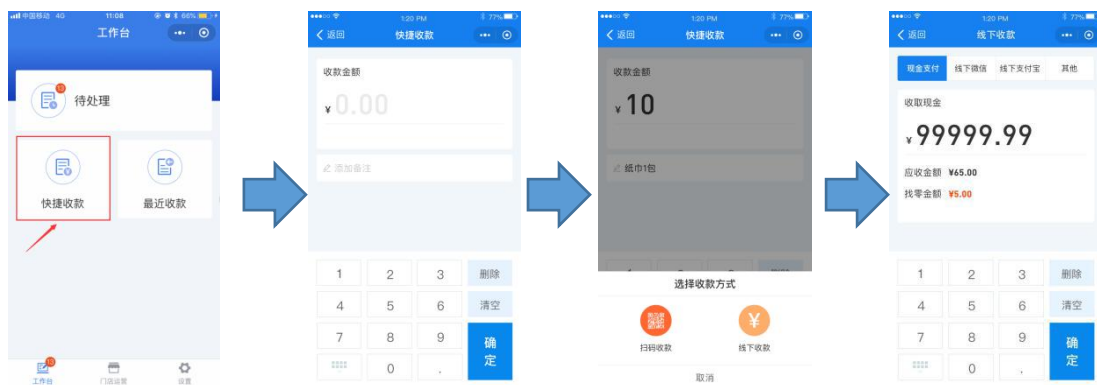 中国移动 4G 11:08 66%
工作台
13
待处理
快捷收款
最近收款
13
工作台
门店运营
设置
1:20 PM 77%
返回 快捷收款
收款金额
¥0.00
添加备注
1 2 3 删除
4 5 6 清空
7 8 9 确定
0 .
1:20 PM 77%
返回 快捷收款
收款金额
¥10
纸巾1包
选择收款方式
扫码收款 线下收款
取消
1:20 PM 77%
返回 线下收款
现金支付 线下微信 线下支付宝 其他
收取现金
¥99999.99
应收金额 ¥65.00
找零金额 ¥5.00
1 2 3 删除
4 5 6 清空
7 8 9 确定
0 .